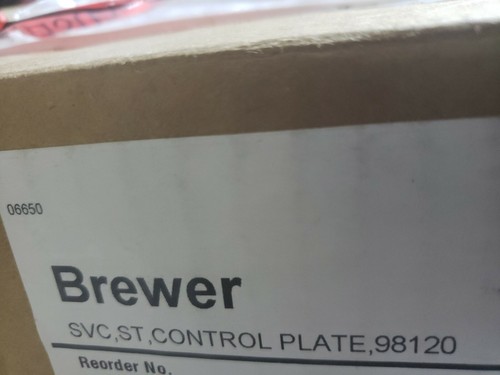 06650
Brewer
SVC,ST,CONTROL PLATE,98120
Reorder No.